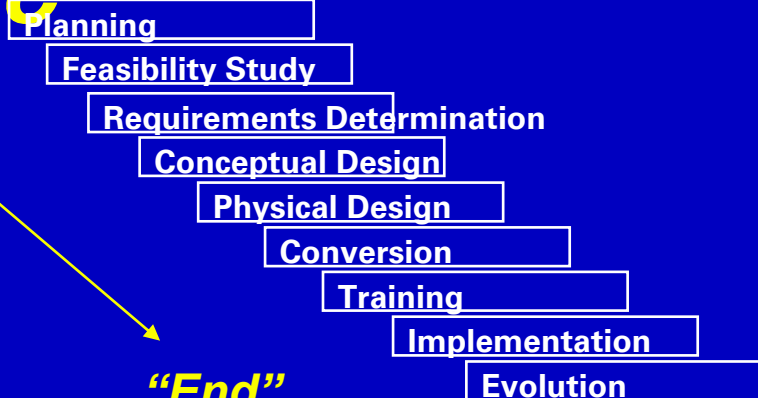 Planning
Feasibility Study
Requirements Determination
Conceptual Design
Physical Design
Conversion
Training
Implementation
“End”
Evolution